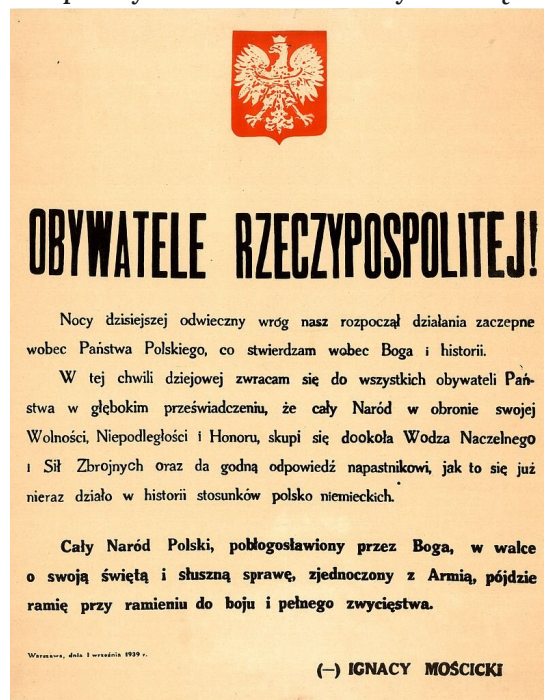 OBYWATELE RZECZYPOSPOLITEJ!
Nocy dzisiejszej odwieczny wróg nasz rozpoczął działania zaczepne
wobec Państwa Polskiego, co stwierdzam wobec Boga i historii.
W tej chwili dziejowej zwracam się do wszystkich obywateli Pań-
stwa w głębokim przeświadczeniu, że cały Naród w obronie swojej
Wolności, Niepodległości i Honoru, skupi się dookoła Wodza Naczelnego
i Sił Zbrojnych oraz da godną odpowiedź napastnikowi, jak to się już
nieraz działo w historii stosunków polsko niemieckich.
Cały Naród Polski, pobłogosławiony przez Boga, w walce
o swoją świętą i słuszną sprawę, zjednoczony z Armią, pójdzie
ramię przy ramieniu do boju i pełnego zwycięstwa.
Warszawa, dnia 1 września 1939 r.
(—) IGNACY MOŚCICKI